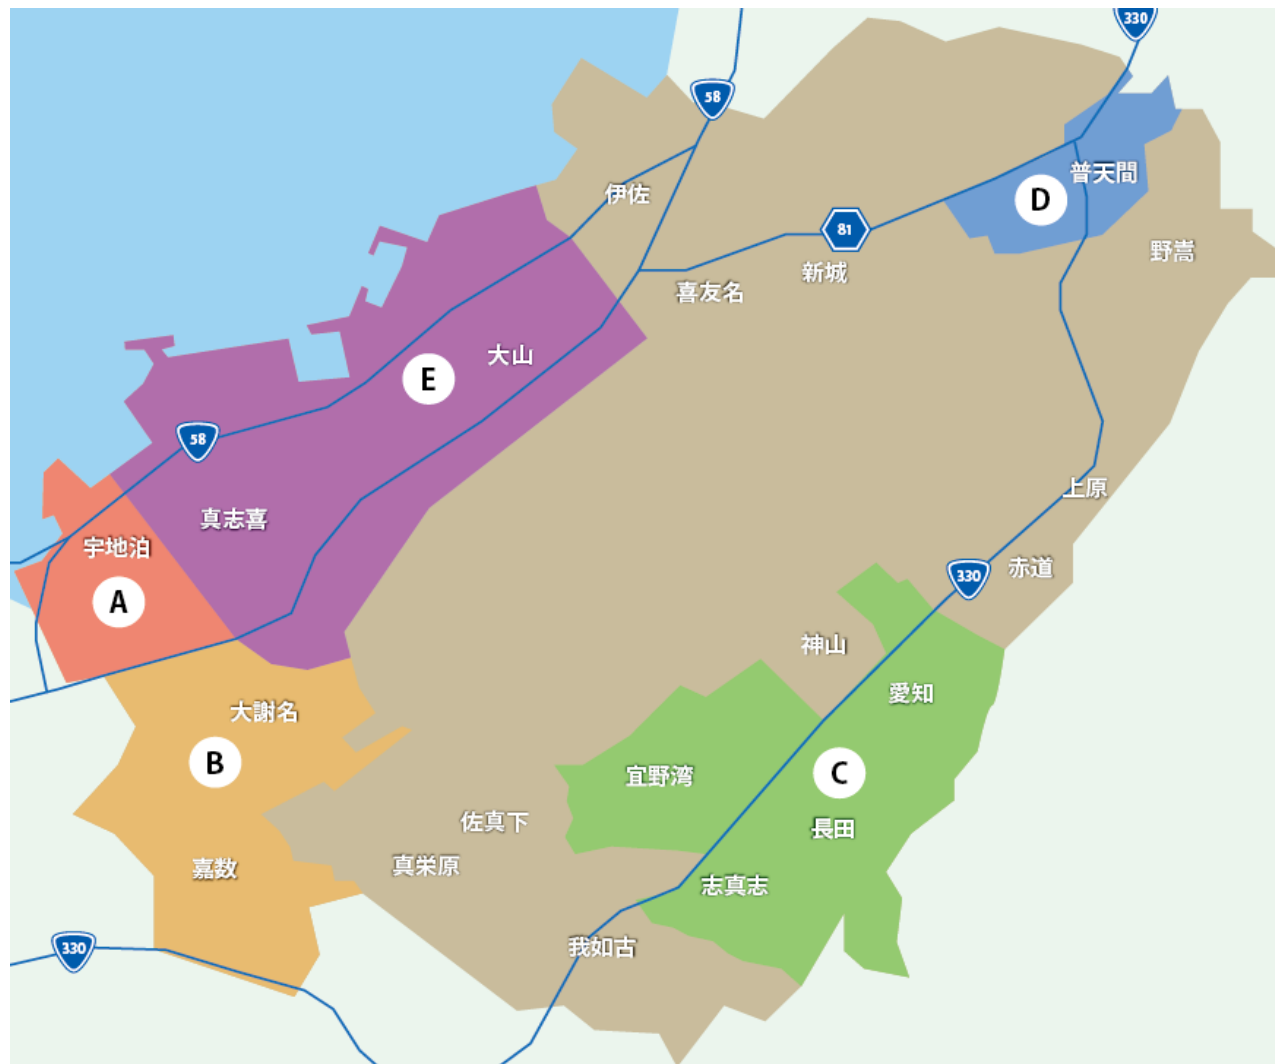 330
58
普天間
D
伊佐
81
野嵩
新城
喜友名
大山
E
58
上原
真志喜
宇地泊
赤道
330
A
神山
愛知
大謝名
B
宜野湾
C
佐真下
長田
真栄原
嘉数
志真志
我如古
330